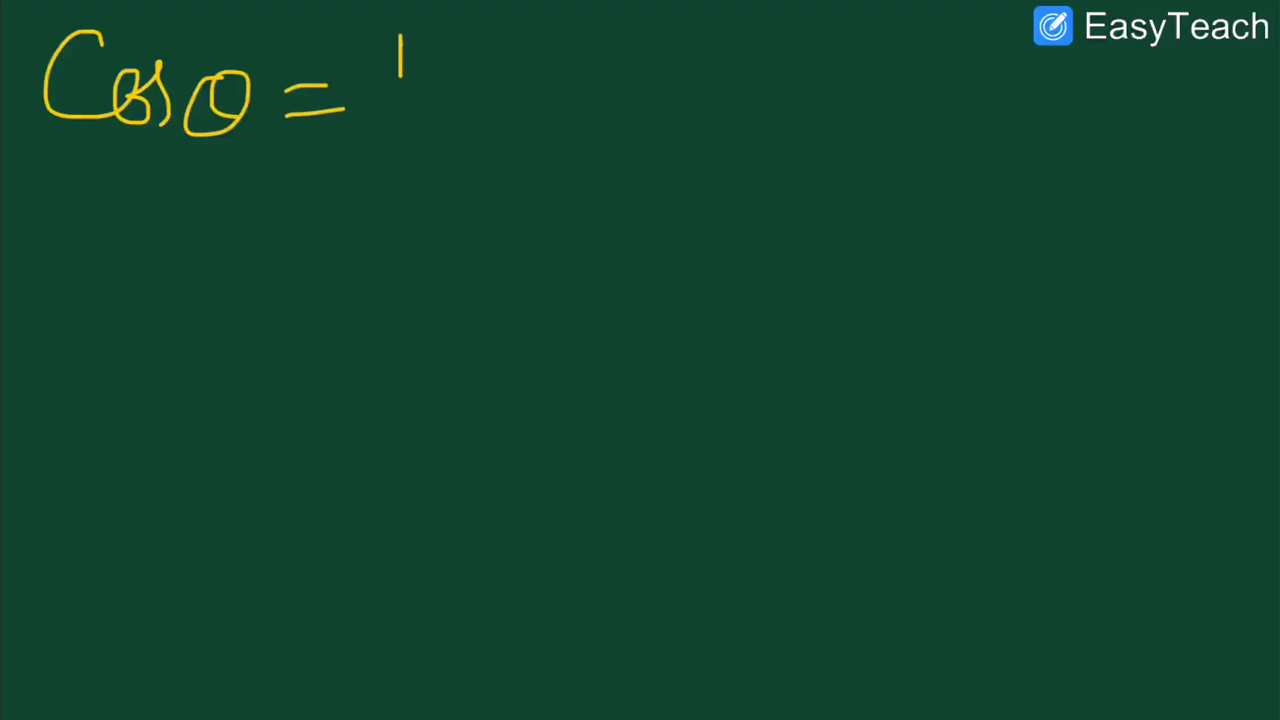 EasyTeach
Cosθ = 1